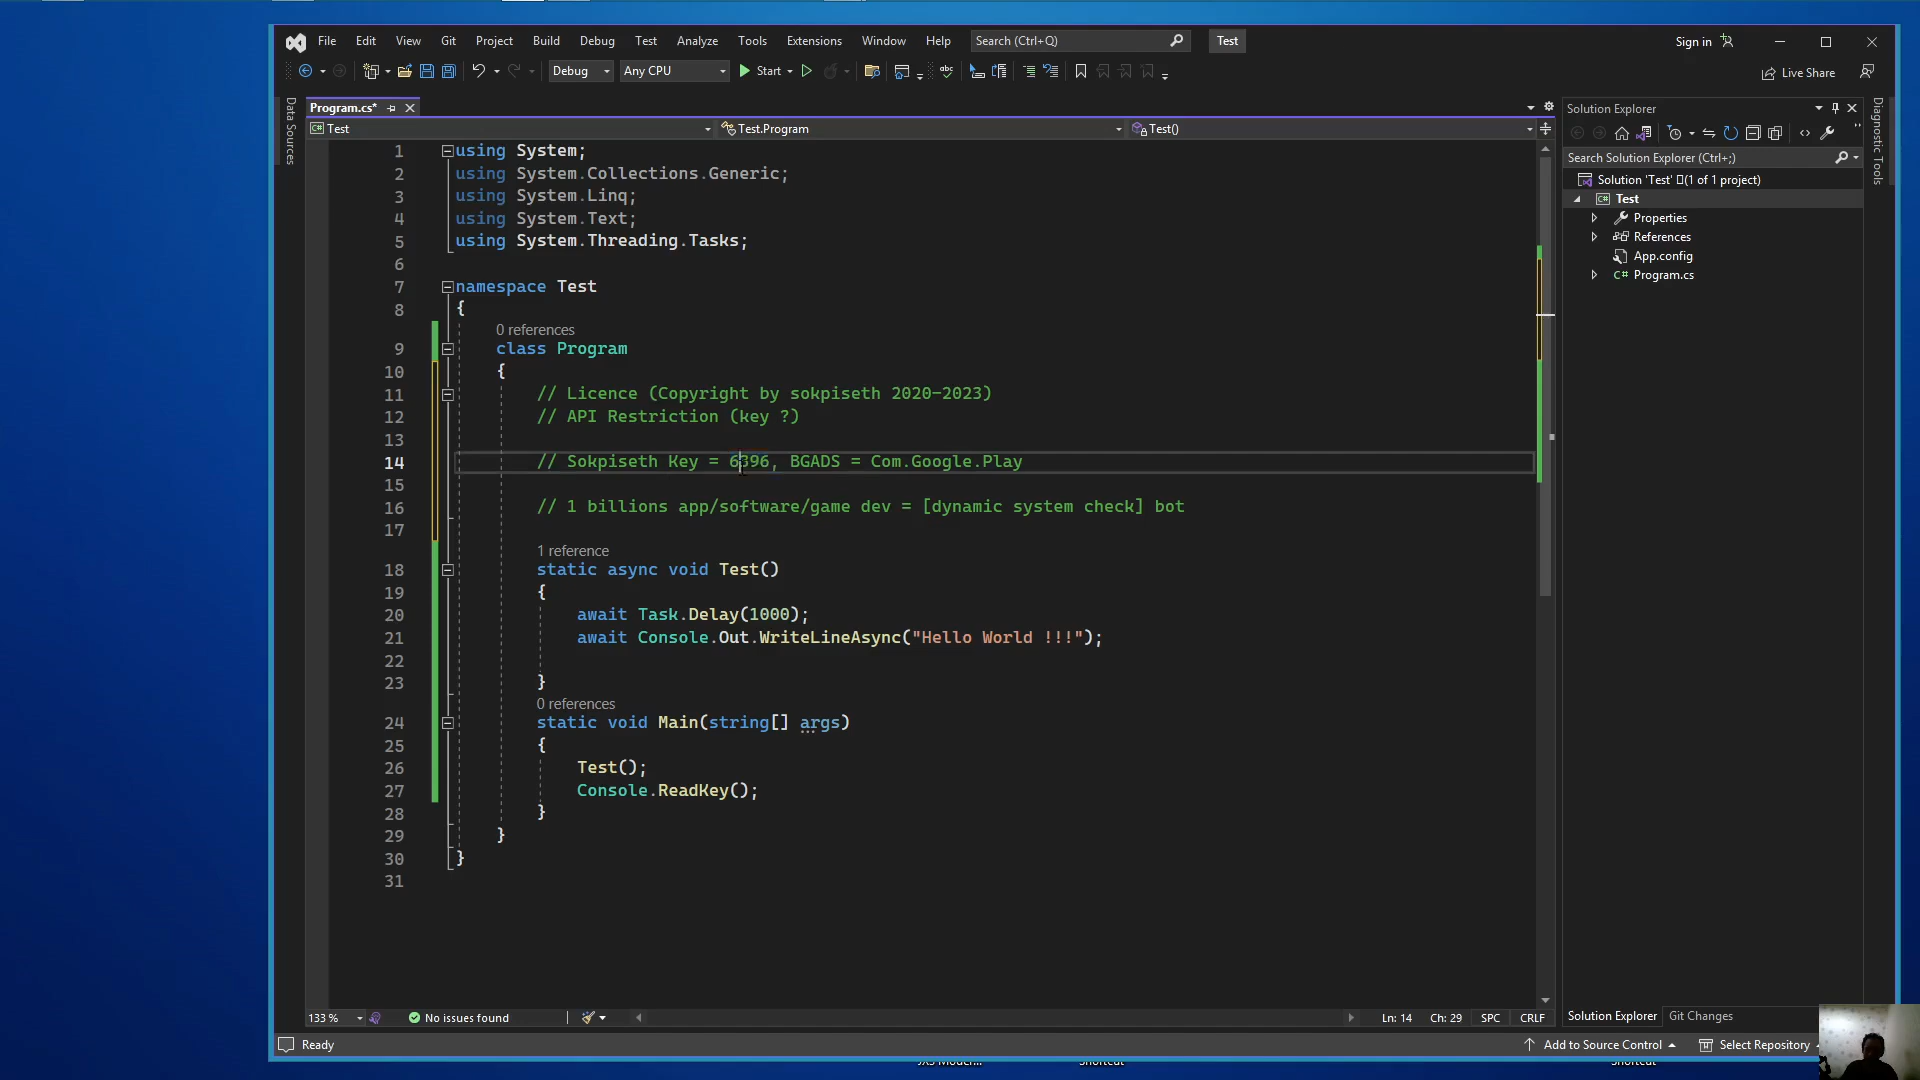 File Edit View Git Project Build Debug Test Analyze Tools Extensions Window Help Search (Ctrl+Q) Test Sign in
Debug Any CPU Start Live Share
Data Sources
Program.cs*
Test Test.Program Test()
1 using System;
2 using System.Collections.Generic;
3 using System.Linq;
4 using System.Text;
5 using System.Threading.Tasks;
6
7 namespace Test
8 {
0 references
9 class Program
10 {
11 // Licence (Copyright by sokpiseth 2020-2023)
12 // API Restriction (key ?)
13
14 // Sokpiseth Key = 6396, BGADS = Com.Google.Play
15
16 // 1 billions app/software/game dev = [dynamic system check] bot
17
1 reference
18 static async void Test()
19 {
20 await Task.Delay(1000);
21 await Console.Out.WriteLineAsync("Hello World !!!");
22
23 }
0 references
24 static void Main(string[] args)
25 {
26 Test();
27 Console.ReadKey();
28 }
29 }
30 }
31
133 % No issues found Ln: 14 Ch: 29 SPC CRLF
Solution Explorer
Search Solution Explorer (Ctrl+;)
Solution 'Test' (1 of 1 project)
Test
Properties
References
App.config
C# Program.cs
Solution Explorer Git Changes
Diagnostic Tools
Ready Add to Source Control Select Repository
Shortcut Shortcut